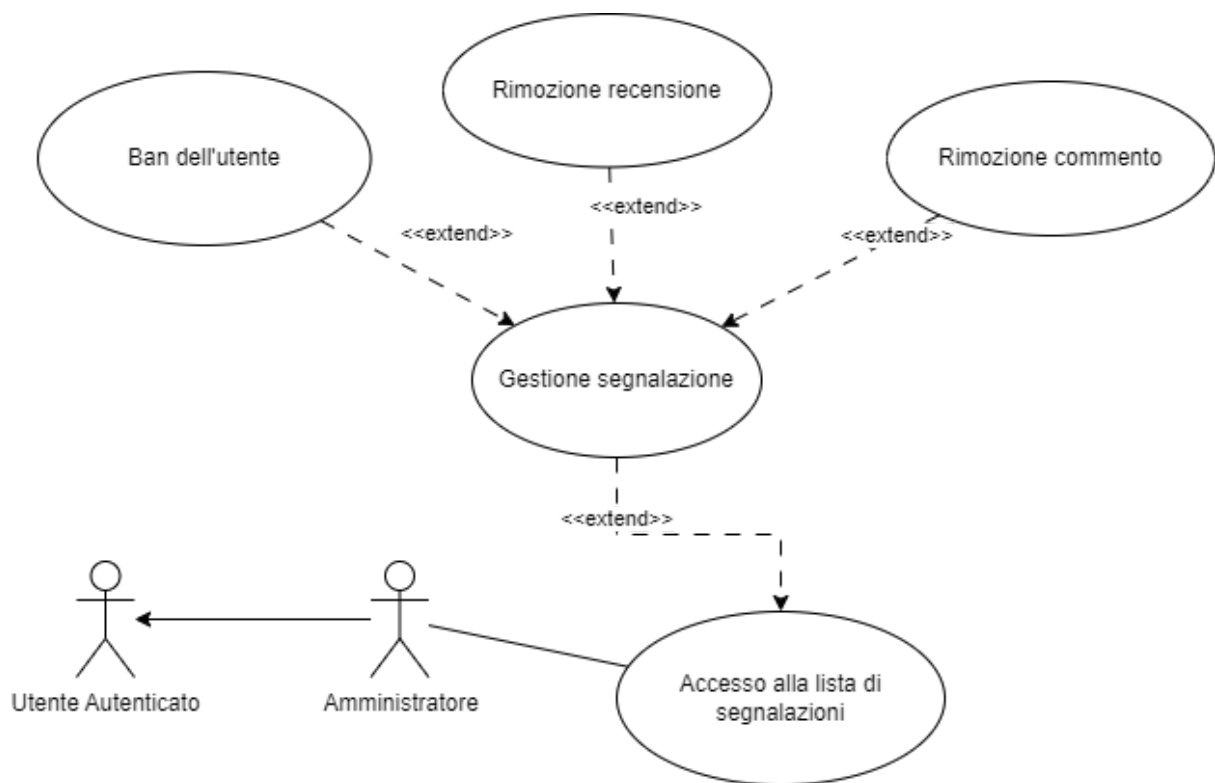 Rimozione recensione
Ban dell'utente
Rimozione commento
<<extend>>
<<extend>>
<<extend>>
Gestione segnalazione
<<extend>>
Utente Autenticato
Amministratore
Accesso alla lista di
segnalazioni